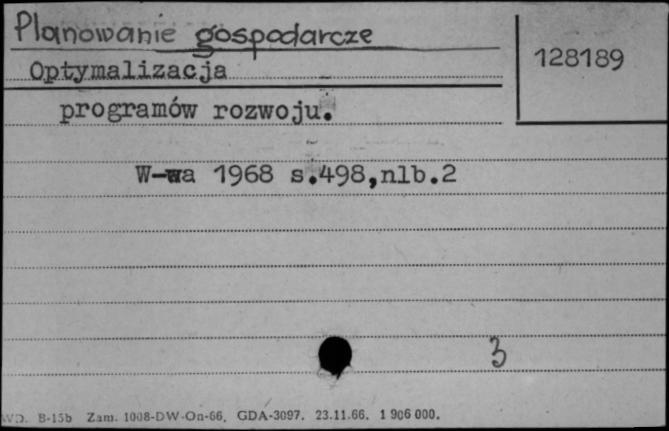 Planowanie gospodarcze
128189
Optymalizacja
programów rozwoju.
W-wa 1968 s.498,nlb.2
3
WD. B-15b Zam. 1008-DW-On-66. GDA-3097. 23.11.66. 1 906 000.